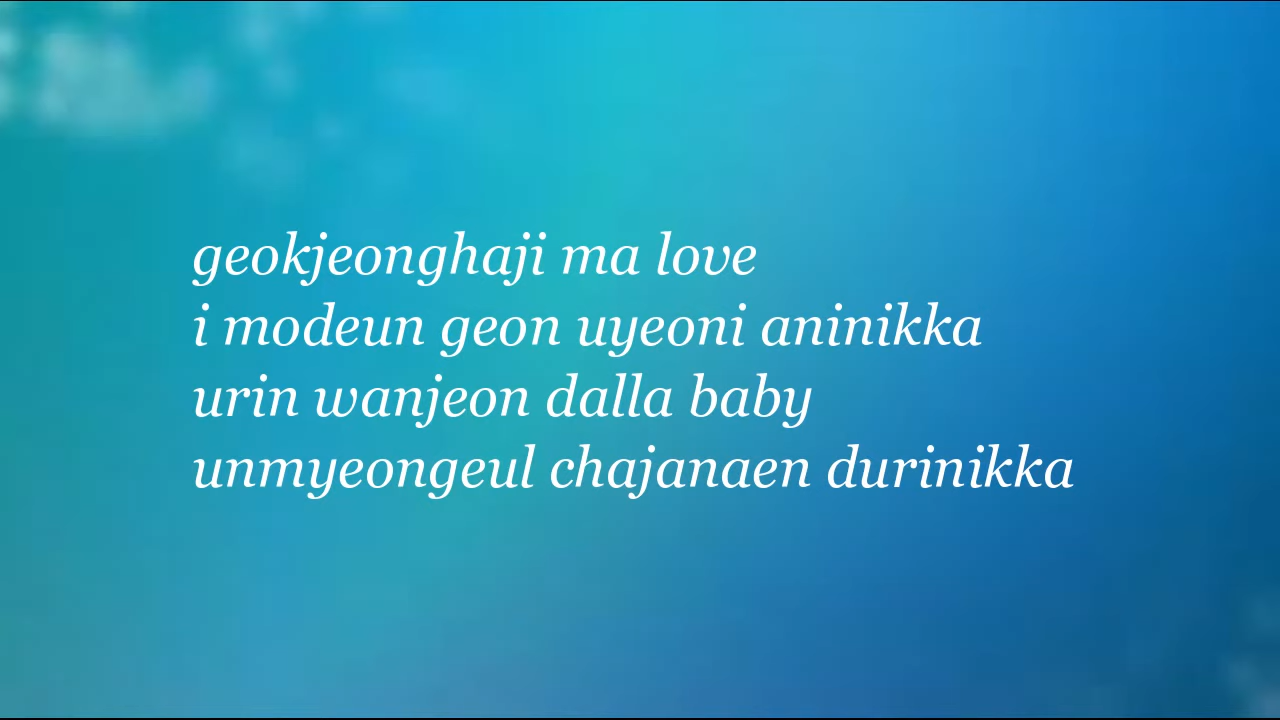 geokjeonghaji ma love
i modeun geon uyeoni aninikka
urin wanjeon dalla baby
unmyeongeul chajanaen durinikka